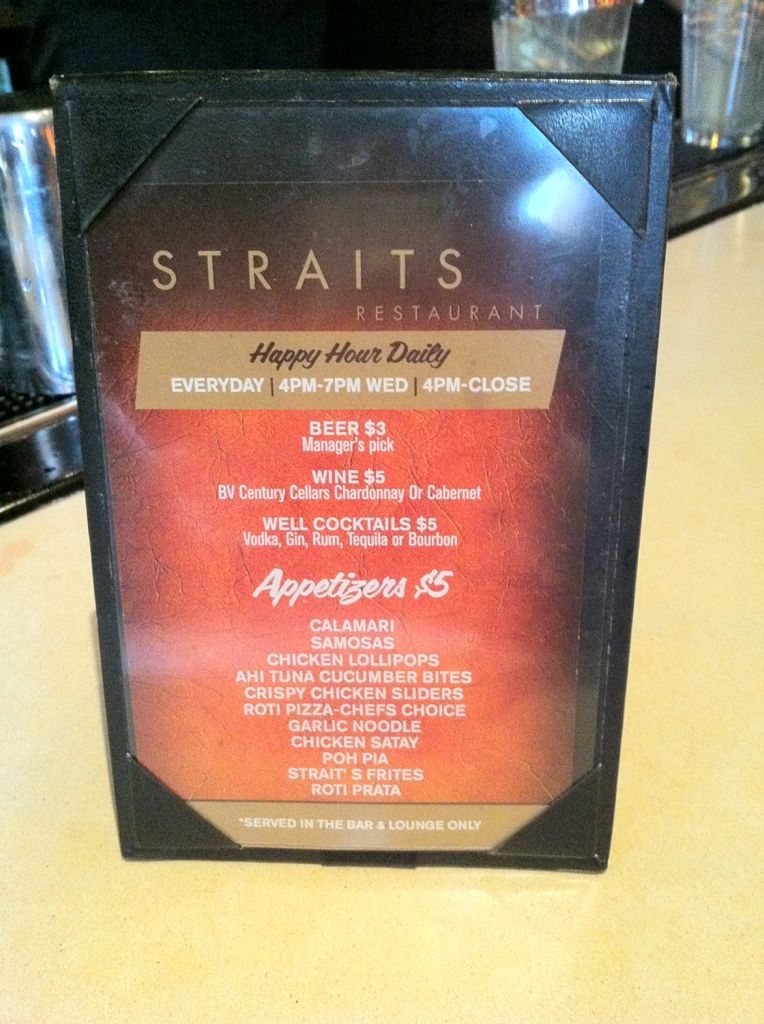 STRAITS
RESTAURANT
Happy Hour Daily
EVERYDAY | 4PM-7PM WED | 4PM-CLOSE
BEER $3
Manager's pick
WINE $5
BV Century Cellars Chardonnay Or Cabernet
WELL COCKTAILS $5
Vodka, Gin, Rum, Tequila or Bourbon
Appetizers $5
CALAMARI
SAMOSAS
CHICKEN LOLLIPOPS
AHI TUNA CUCUMBER BITES
CRISPY CHICKEN SLIDERS
ROTI PIZZA-CHEFS CHOICE
GARLIC NOODLE
CHICKEN SATAY
POH PIA
STRAIT' S FRITES
ROTI PRATA
*SERVED IN THE BAR & LOUNGE ONLY